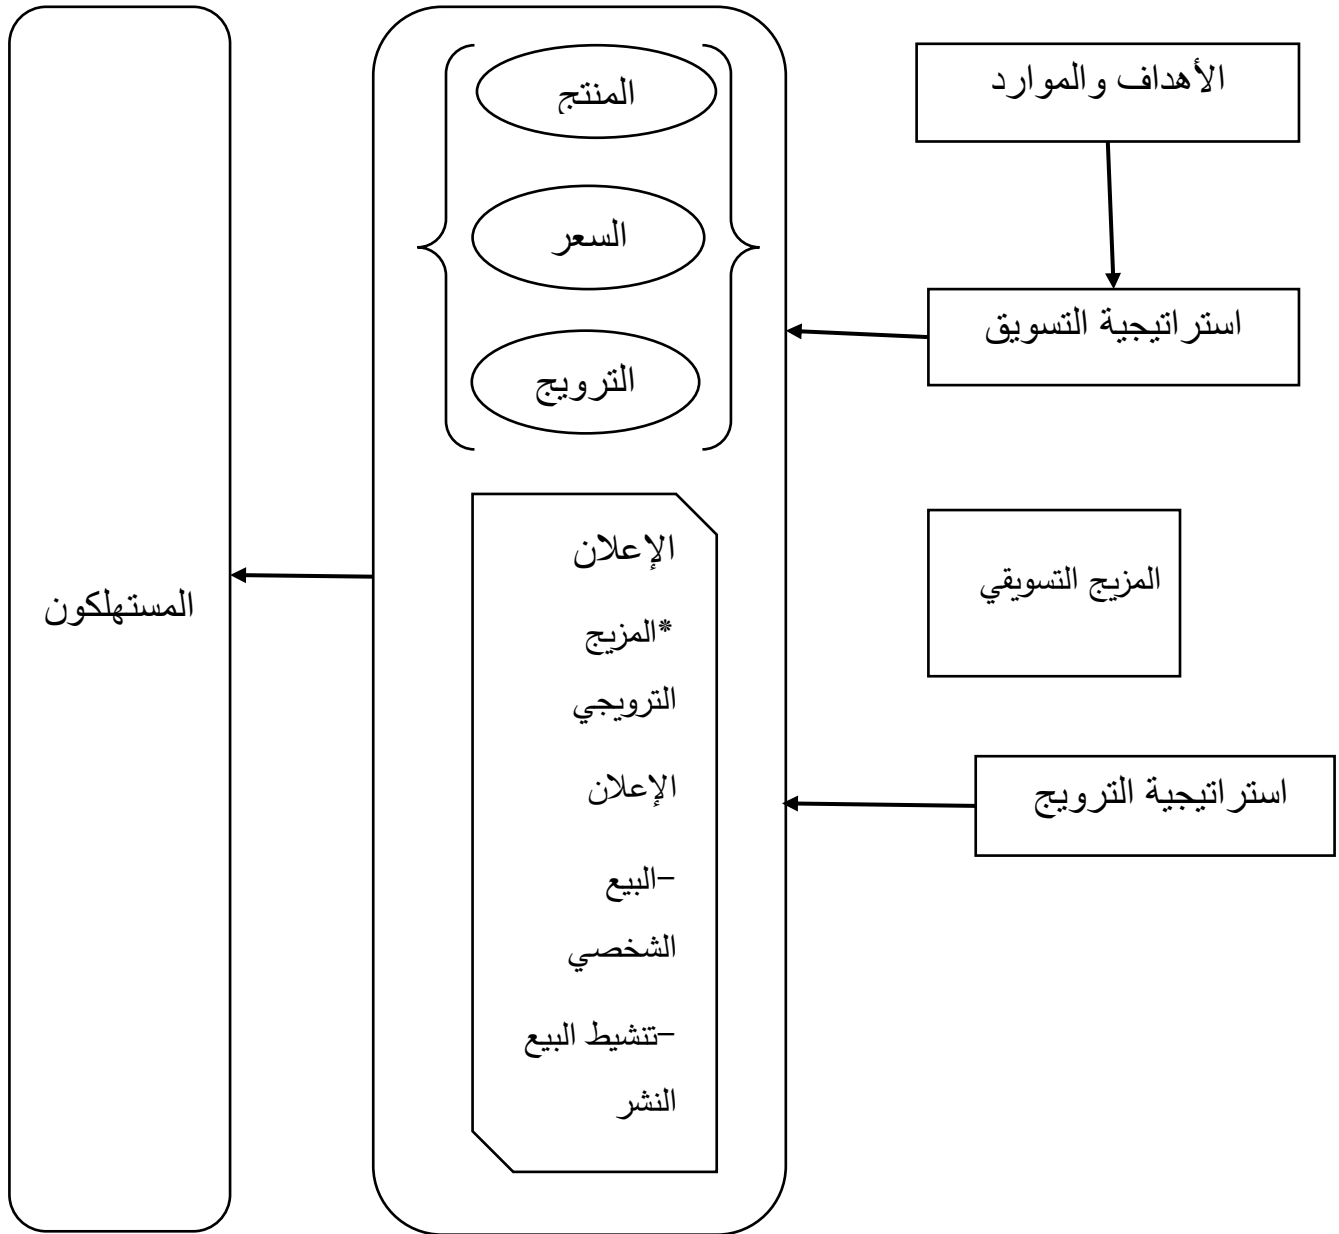 الأهداف والموارد
استراتيجية التسويق
المزيج التسويقي
استراتيجية الترويج
المنتج
السعر
الترويج
الإعلان
*المزيج
الترويجي
الإعلان
–البيع
الشخصي
–تنشيط البيع
النشر
المستهلكون